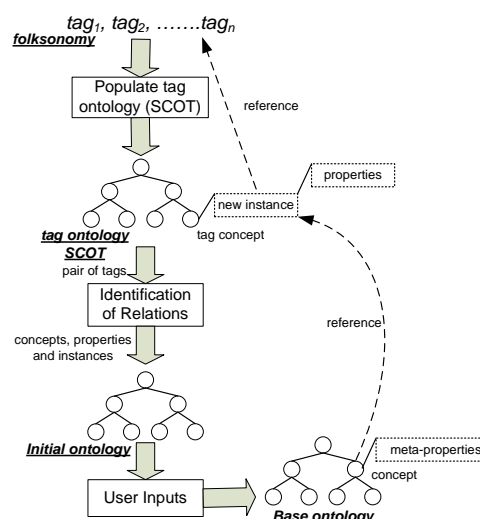 tag1, tag2, …….tagn
folksonomy
Populate tag
ontology (SCOT)
reference
properties
new instance
tag concept
tag ontology
SCOT
pair of tags
Identification
of Relations
reference
concepts, properties
and instances
Initial ontology
meta-properties
concept
User Inputs
Base ontology